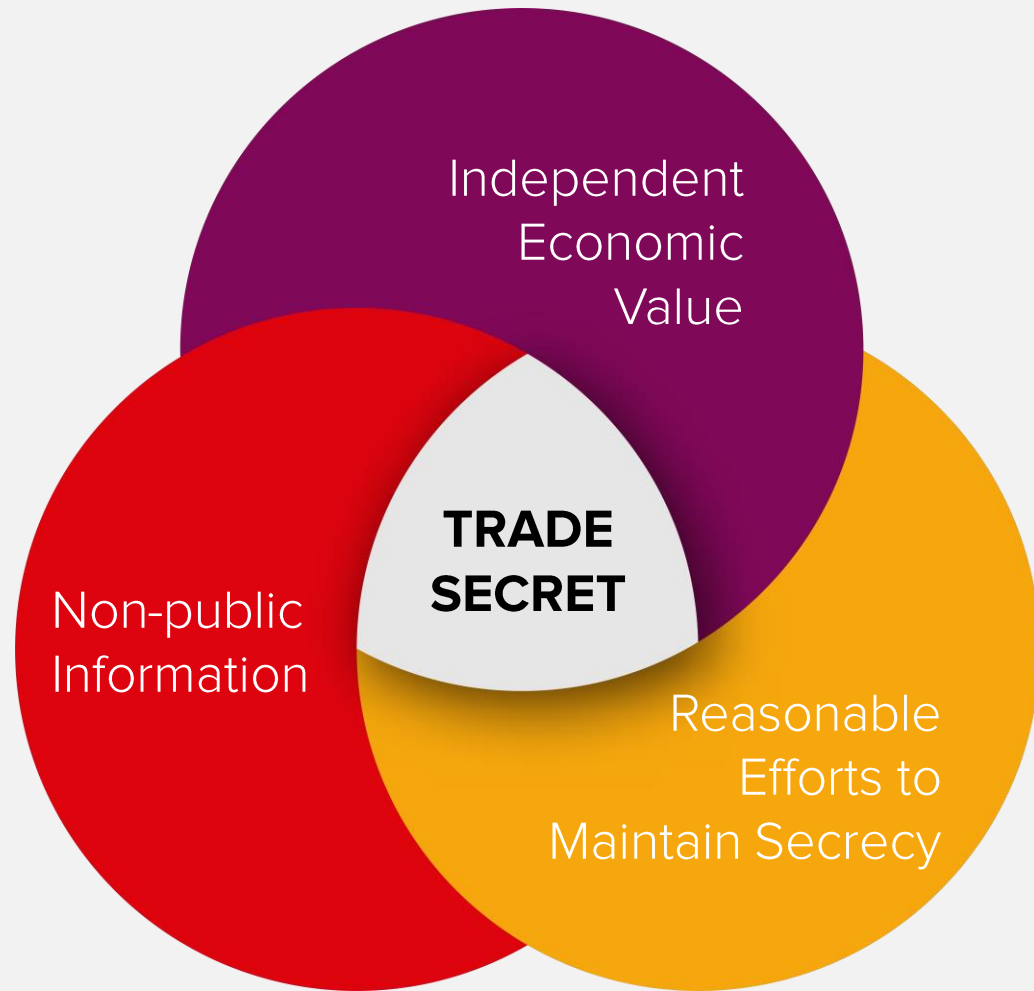 Independent
Economic
Value
TRADE
SECRET
Non-public
Information
Reasonable
Efforts to
Maintain Secrecy